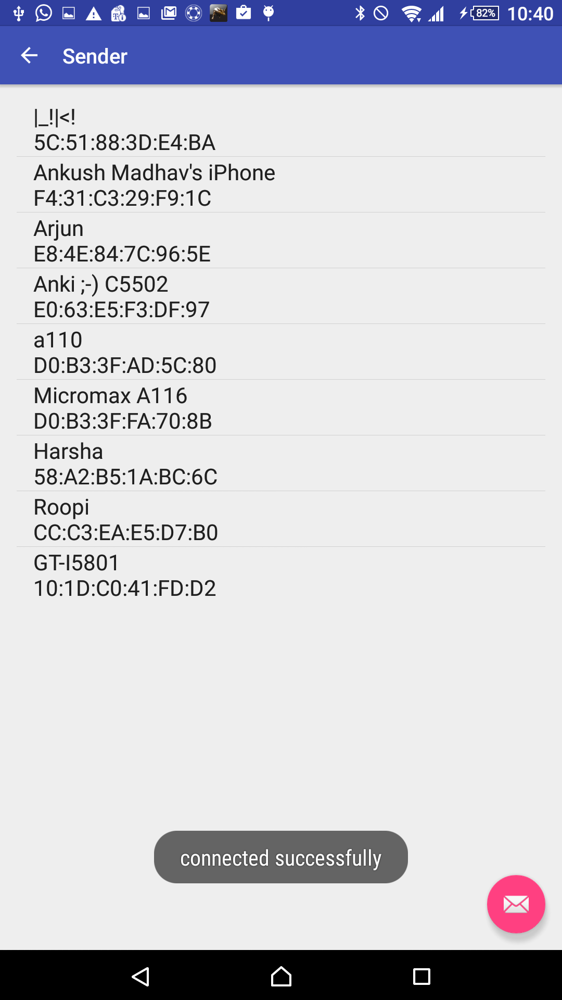 82% 10:40
Sender
|_!|<!
5C:51:88:3D:E4:BA
Ankush Madhav's iPhone
F4:31:C3:29:F9:1C
Arjun
E8:4E:84:7C:96:5E
Anki ;-) C5502
E0:63:E5:F3:DF:97
a110
D0:B3:3F:AD:5C:80
Micromax A116
D0:B3:3F:FA:70:8B
Harsha
58:A2:B5:1A:BC:6C
Roopi
CC:C3:EA:E5:D7:B0
GT-I5801
10:1D:C0:41:FD:D2
connected successfully